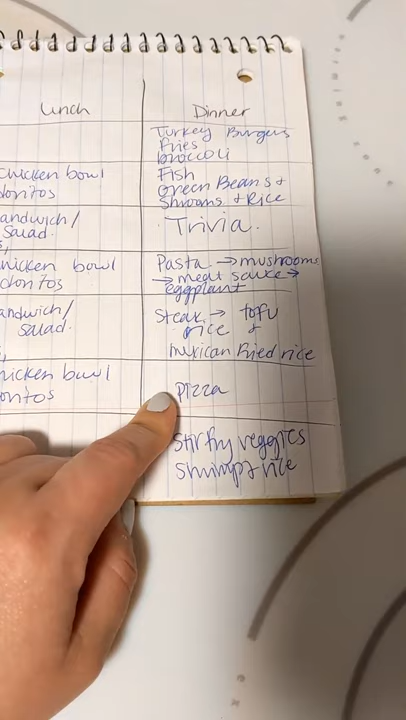 Lunch Dinner
Turkey Burgers
Fries
broccoli
chicken bowl Fish
doritos Green Beans +
Shrooms + Rice
andwich/
Salad. Trivia.
hicken bowl Pasta → mushrooms
→ meat sauce →
eggplant
andwich/ Steak → tofu
salad. rice +
mexican Fried rice
hicken bowl
ontos Pizza
Stirfry veggies
Shrimp + rice